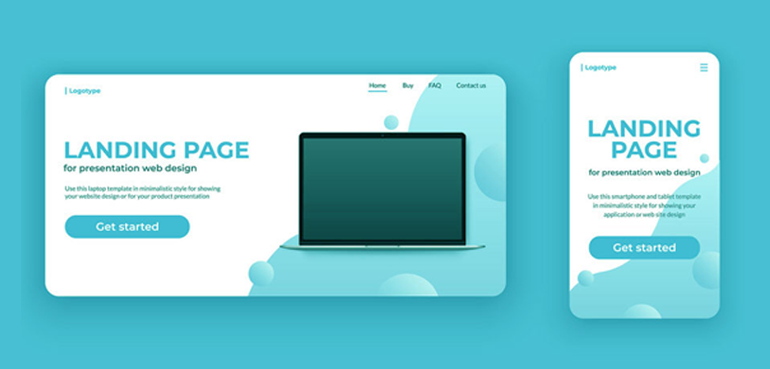 | Logotype
Home Buy FAQ Contact us
LANDING PAGE
for presentation web design
Use this laptop template in minimalistic style for showing
your website design or for your product presentation
Get started
| Logotype
LANDING
PAGE
for presentation web design
Use this smartphone and tablet template
in minimalistic style for showing your
application or web site design
Get started